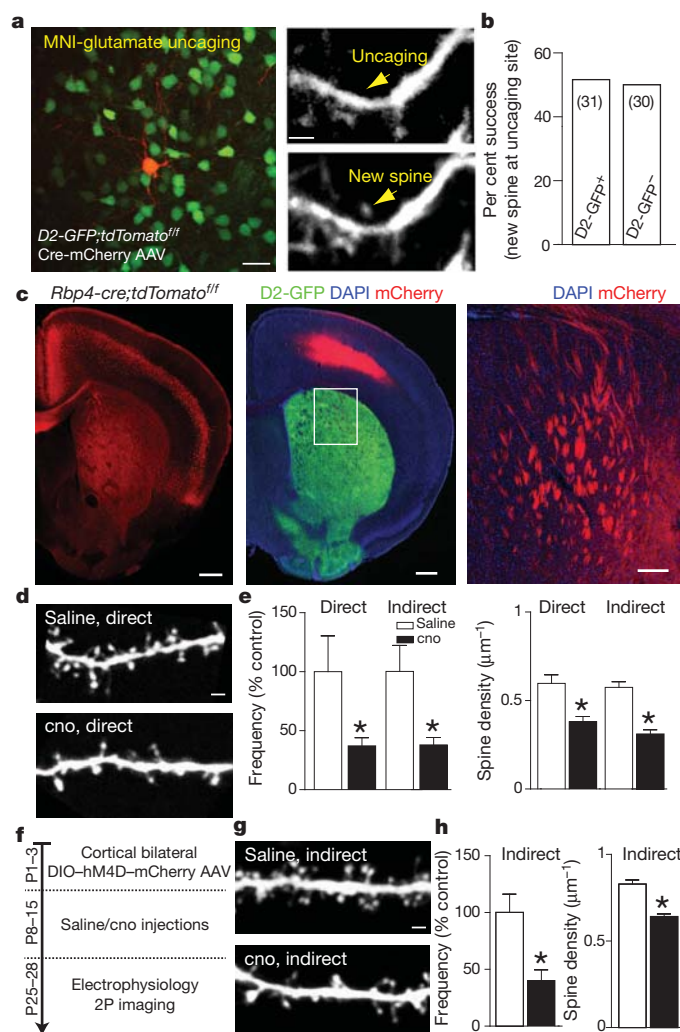 a
MNI-glutamate uncaging
D2-GFP;tdTomato^f/f
Cre-mCherry AAV
Uncaging
New spine
b
Per cent success
(new spine at uncaging site)
60
40
20
0
(31)
(30)
D2-GFP+
D2-GFP−
c
Rbp4-cre;tdTomato^f/f
D2-GFP DAPI mCherry
DAPI mCherry
d
Saline, direct
cno, direct
e
Frequency (% control)
150
100
50
0
Direct
Indirect
Saline
cno
*
*
Spine density (µm⁻¹)
1
0.5
0
Direct
Indirect
*
*
f
P1–3
Cortical bilateral
DIO–hM4D–mCherry AAV
P8–15
Saline/cno injections
P25–28
Electrophysiology
2P imaging
g
Saline, indirect
cno, indirect
h
Frequency (% control)
150
100
50
0
Indirect
*
Spine density (µm⁻¹)
1
0.5
0
Indirect
*